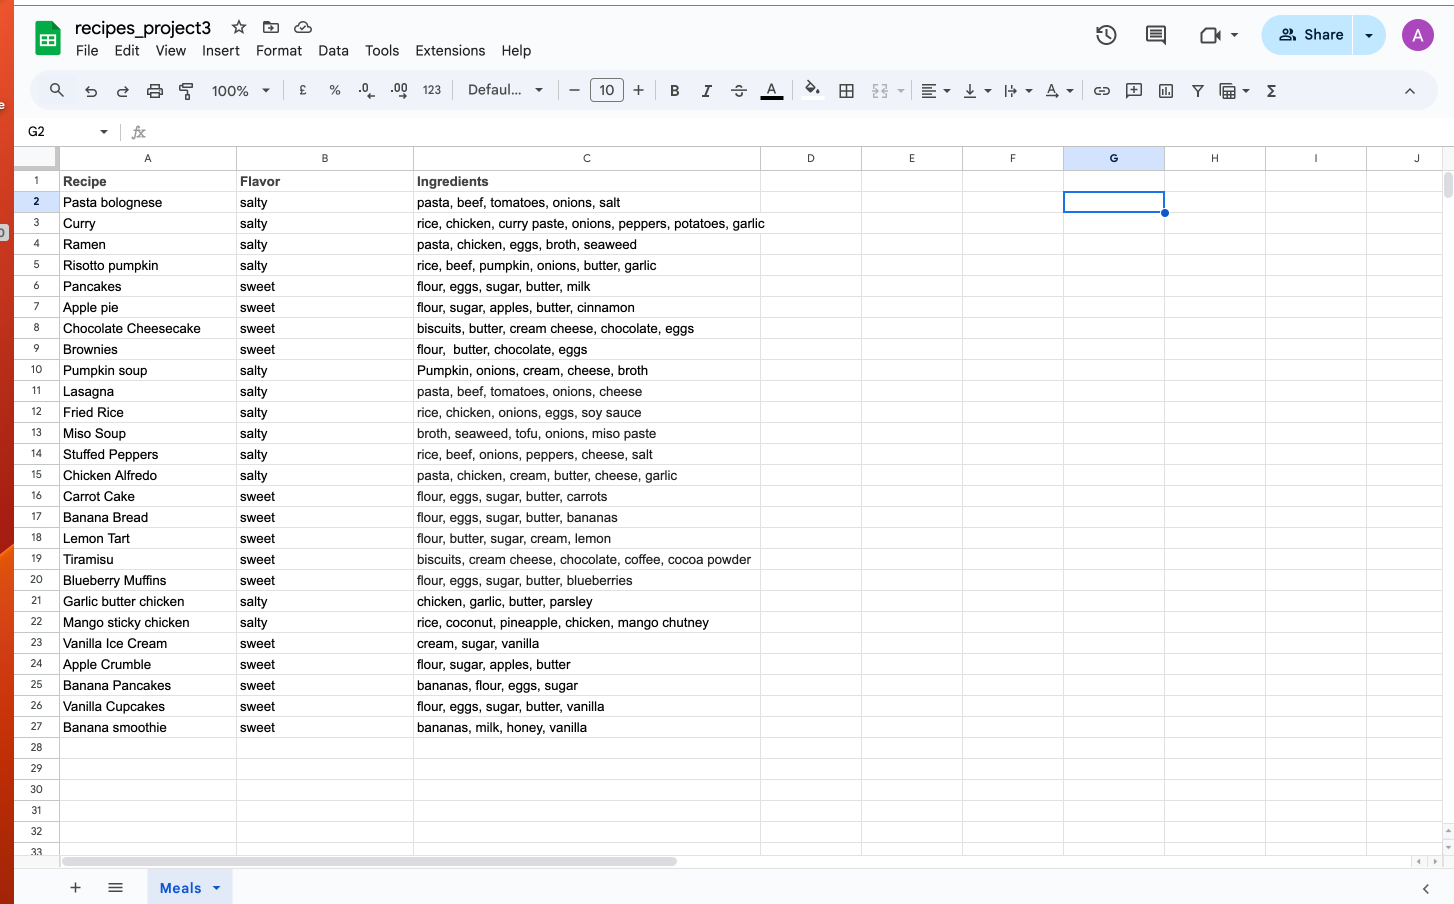 recipes_project3
File Edit View Insert Format Data Tools Extensions Help
Share
A
100% £ % .0 .00 123 Defaul... 10 B I A
G2 fx
A B C D E F G H I J
1 Recipe Flavor Ingredients
2 Pasta bolognese salty pasta, beef, tomatoes, onions, salt
3 Curry salty rice, chicken, curry paste, onions, peppers, potatoes, garlic
4 Ramen salty pasta, chicken, eggs, broth, seaweed
5 Risotto pumpkin salty rice, beef, pumpkin, onions, butter, garlic
6 Pancakes sweet flour, eggs, sugar, butter, milk
7 Apple pie sweet flour, sugar, apples, butter, cinnamon
8 Chocolate Cheesecake sweet biscuits, butter, cream cheese, chocolate, eggs
9 Brownies sweet flour,  butter, chocolate, eggs
10 Pumpkin soup salty Pumpkin, onions, cream, cheese, broth
11 Lasagna salty pasta, beef, tomatoes, onions, cheese
12 Fried Rice salty rice, chicken, onions, eggs, soy sauce
13 Miso Soup salty broth, seaweed, tofu, onions, miso paste
14 Stuffed Peppers salty rice, beef, onions, peppers, cheese, salt
15 Chicken Alfredo salty pasta, chicken, cream, butter, cheese, garlic
16 Carrot Cake sweet flour, eggs, sugar, butter, carrots
17 Banana Bread sweet flour, eggs, sugar, butter, bananas
18 Lemon Tart sweet flour, butter, sugar, cream, lemon
19 Tiramisu sweet biscuits, cream cheese, chocolate, coffee, cocoa powder
20 Blueberry Muffins sweet flour, eggs, sugar, butter, blueberries
21 Garlic butter chicken salty chicken, garlic, butter, parsley
22 Mango sticky chicken salty rice, coconut, pineapple, chicken, mango chutney
23 Vanilla Ice Cream sweet cream, sugar, vanilla
24 Apple Crumble sweet flour, sugar, apples, butter
25 Banana Pancakes sweet bananas, flour, eggs, sugar
26 Vanilla Cupcakes sweet flour, eggs, sugar, butter, vanilla
27 Banana smoothie sweet bananas, milk, honey, vanilla
28
29
30
31
32
33
Meals